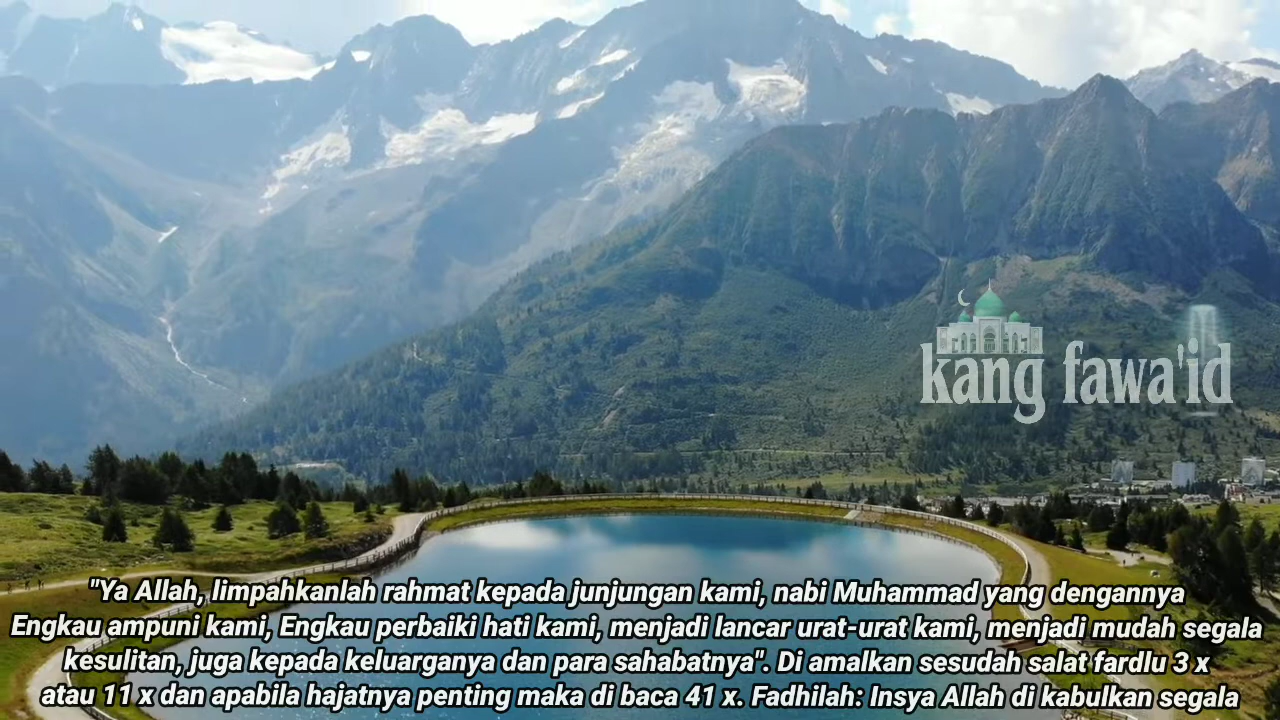 kang fawa'id
"Ya Allah, limpahkanlah rahmat kepada junjungan kami, nabi Muhammad yang dengannya
Engkau ampuni kami, Engkau perbaiki hati kami, menjadi lancar urat-urat kami, menjadi mudah segala
kesulitan, juga kepada keluarganya dan para sahabatnya". Di amalkan sesudah salat fardlu 3 x
atau 11 x dan apabila hajatnya penting maka di baca 41 x. Fadhilah: Insya Allah di kabulkan segala